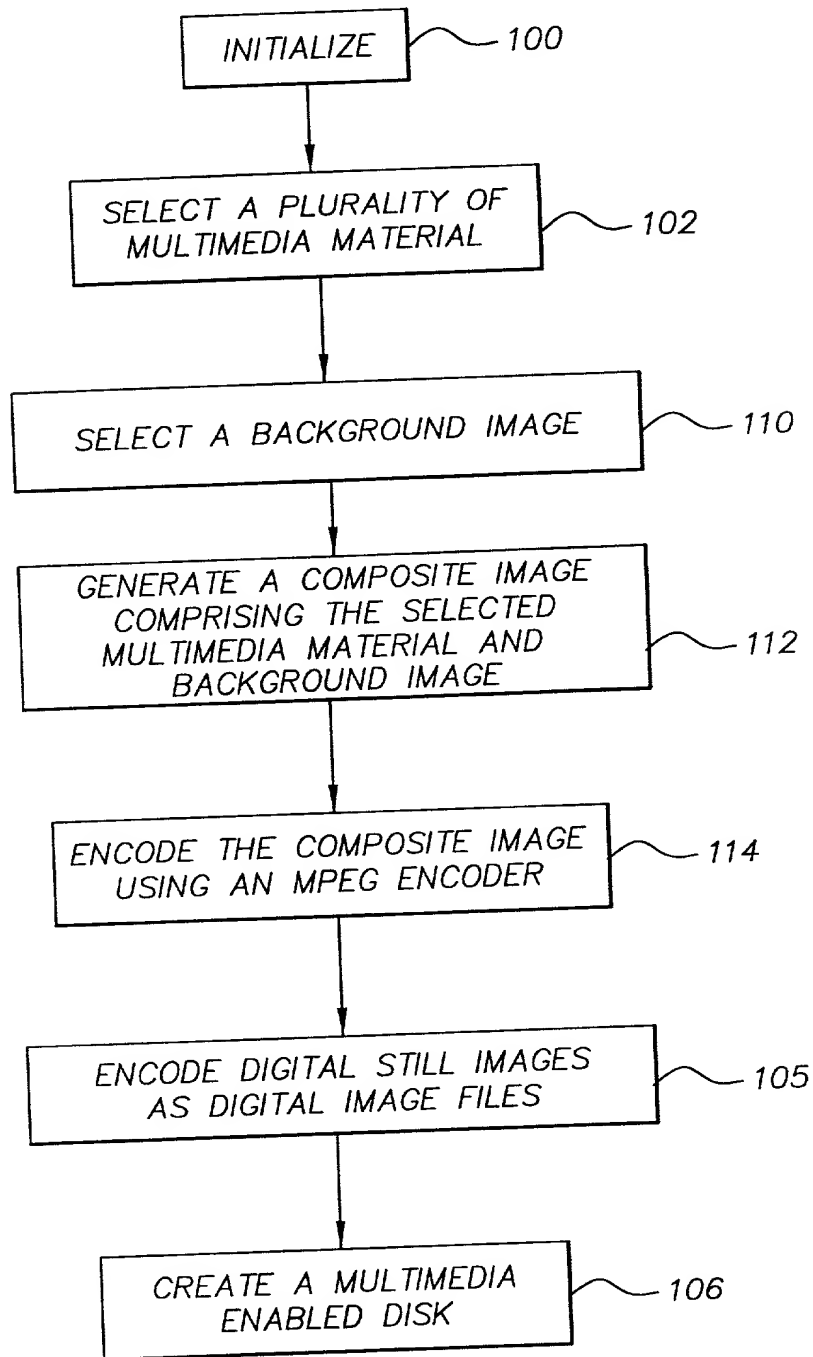 INITIALIZE
100
SELECT A PLURALITY OF
MULTIMEDIA MATERIAL
102
SELECT A BACKGROUND IMAGE
110
GENERATE A COMPOSITE IMAGE
COMPRISING THE SELECTED
MULTIMEDIA MATERIAL AND
BACKGROUND IMAGE
112
ENCODE THE COMPOSITE IMAGE
USING AN MPEG ENCODER
114
ENCODE DIGITAL STILL IMAGES
AS DIGITAL IMAGE FILES
105
CREATE A MULTIMEDIA
ENABLED DISK
106